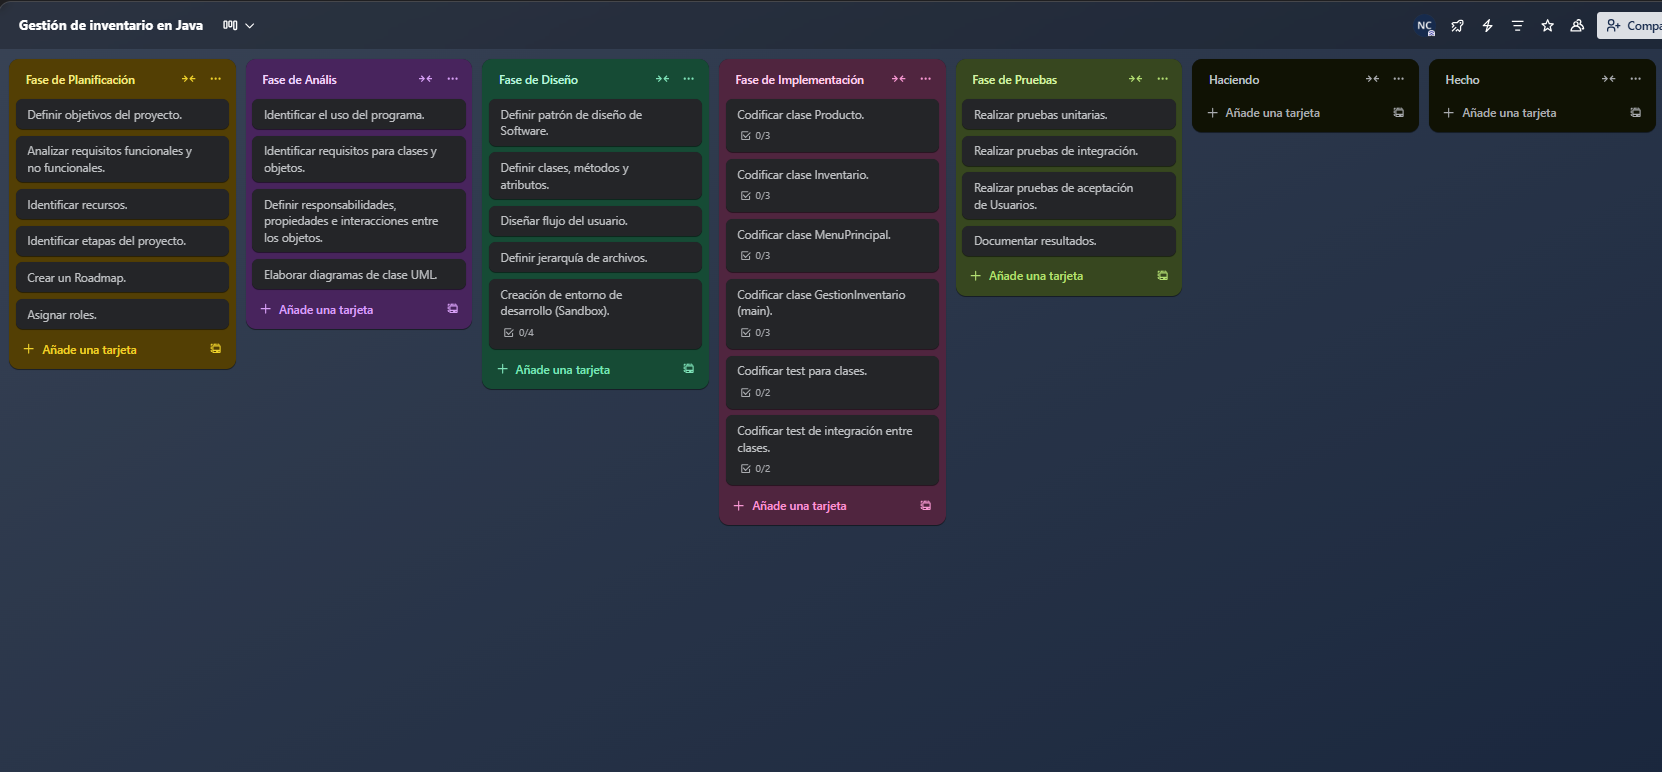 Gestión de inventario en Java
NC
Compa
Fase de Planificación
Definir objetivos del proyecto.
Analizar requisitos funcionales y
no funcionales.
Identificar recursos.
Identificar etapas del proyecto.
Crear un Roadmap.
Asignar roles.
Añade una tarjeta
Fase de Anális
Identificar el uso del programa.
Identificar requisitos para clases y
objetos.
Definir responsabilidades,
propiedades e interacciones entre
los objetos.
Elaborar diagramas de clase UML.
Añade una tarjeta
Fase de Diseño
Definir patrón de diseño de
Software.
Definir clases, métodos y
atributos.
Diseñar flujo del usuario.
Definir jerarquía de archivos.
Creación de entorno de
desarrollo (Sandbox).
0/4
Añade una tarjeta
Fase de Implementación
Codificar clase Producto.
0/3
Codificar clase Inventario.
0/3
Codificar clase MenuPrincipal.
0/3
Codificar clase GestionInventario
(main).
0/3
Codificar test para clases.
0/2
Codificar test de integración entre
clases.
0/2
Añade una tarjeta
Fase de Pruebas
Realizar pruebas unitarias.
Realizar pruebas de integración.
Realizar pruebas de aceptación
de Usuarios.
Documentar resultados.
Añade una tarjeta
Haciendo
Añade una tarjeta
Hecho
Añade una tarjeta